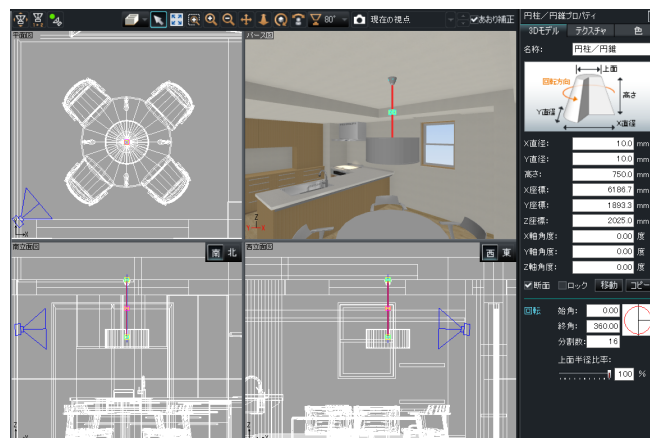 円柱/円錐プロパティ
80°
現在の視点
あおり補正
3Dモデル テクスチャ 色
平面図
パース図
名称: 円柱/円錐
上面
回転方向
高さ
Y直径
X直径
X直径: 10.0 mm
Y直径: 10.0 mm
高さ: 750.0 mm
X座標: 6186.7 mm
Y座標: 1893.3 mm
Z座標: 2025.0 mm
X軸角度: 0.00 度
Y軸角度: 0.00 度
Z軸角度: 0.00 度
南立面図
南 北
西立面図
西 東
断面 ロック 移動 コピー
回転 始角: 0.00
終角: 360.00
分割数: 16
上面半径比率:
100 %